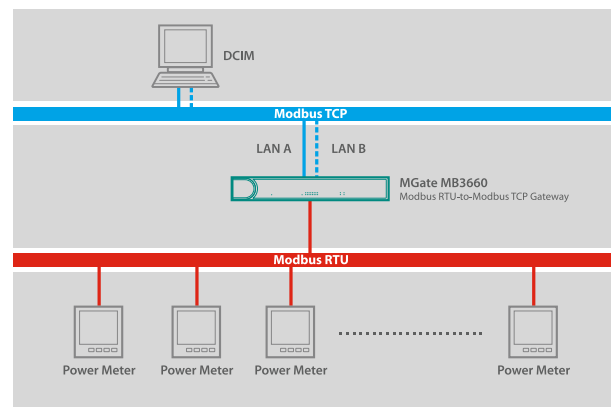 DCIM
Modbus TCP
LAN A
LAN B
MGate MB3660
Modbus RTU-to-Modbus TCP Gateway
Modbus RTU
Power Meter
Power Meter
Power Meter
Power Meter